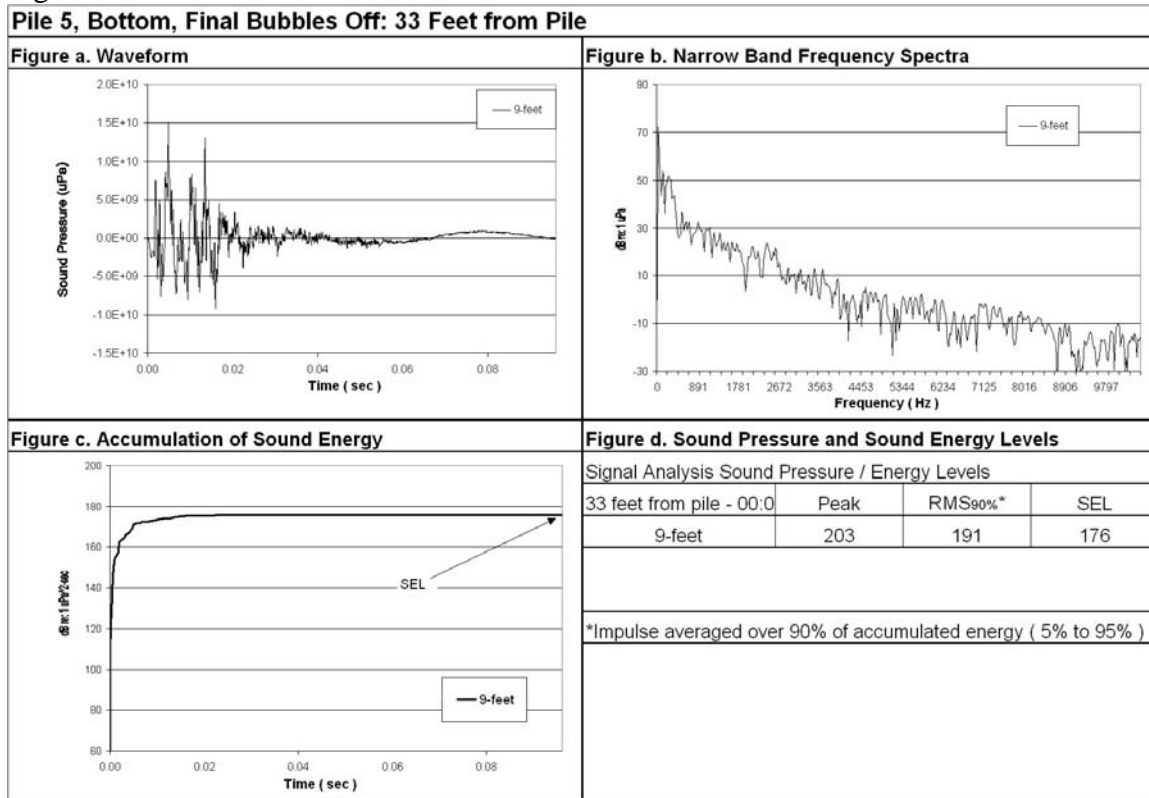 Pile 5, Bottom, Final Bubbles Off: 33 Feet from Pile
Figure a. Waveform
2.0E+10
1.5E+10
1.0E+10
5.0E+09
0.0E+00
-5.0E+09
-1.0E+10
-1.5E+10
Sound Pressure (uPa)
9-feet
0.00 0.02 0.04 0.06 0.08
Time ( sec )
Figure b. Narrow Band Frequency Spectra
90
70
50
30
10
-10
-30
dB re: 1 uPa
9-feet
0 891 1781 2672 3563 4453 5344 6234 7125 8016 8906 9797
Frequency ( Hz )
Figure c. Accumulation of Sound Energy
200
180
160
140
120
100
80
60
dB re: 1 uPa^2-sec
SEL
9-feet
0.00 0.02 0.04 0.06 0.08
Time ( sec )
Figure d. Sound Pressure and Sound Energy Levels
Signal Analysis Sound Pressure / Energy Levels
33 feet from pile - 00:0 Peak RMS90%* SEL
9-feet 203 191 176
*Impulse averaged over 90% of accumulated energy ( 5% to 95% )